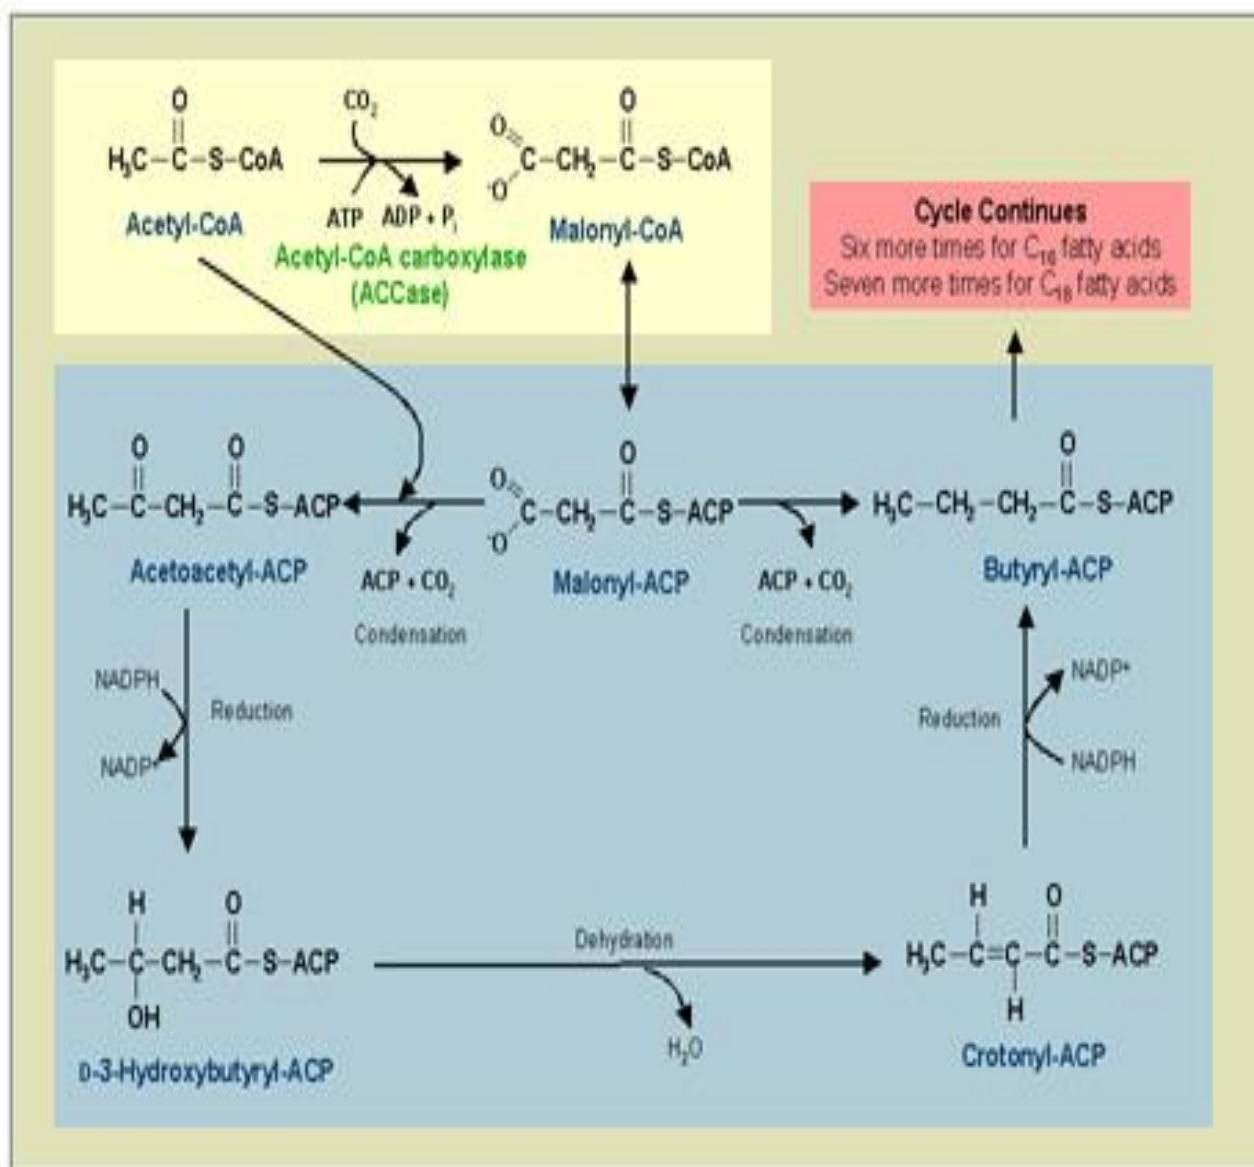 O
CO₂
O
O
H₃C-C-S-CoA
C-CH₂-C-S-CoA
⁻O
ATP
ADP + Pᵢ
Acetyl-CoA
Malonyl-CoA
Acetyl-CoA carboxylase
(ACCase)
Cycle Continues
Six more times for C₁₆ fatty acids
Seven more times for C₁₈ fatty acids
O
O
O
O
O
H₃C-C-CH₂-C-S-ACP
C-CH₂-C-S-ACP
H₃C-CH₂-CH₂-C-S-ACP
⁻O
Acetoacetyl-ACP
ACP + CO₂
Malonyl-ACP
ACP + CO₂
Butyryl-ACP
Condensation
Condensation
NADPH
Reduction
NADP⁺
Reduction
NADP⁺
NADPH
H
O
H
O
H₃C-C-CH₂-C-S-ACP
OH
Dehydration
H₃C-C=C-C-S-ACP
H
D-3-Hydroxybutyryl-ACP
H₂O
Crotonyl-ACP